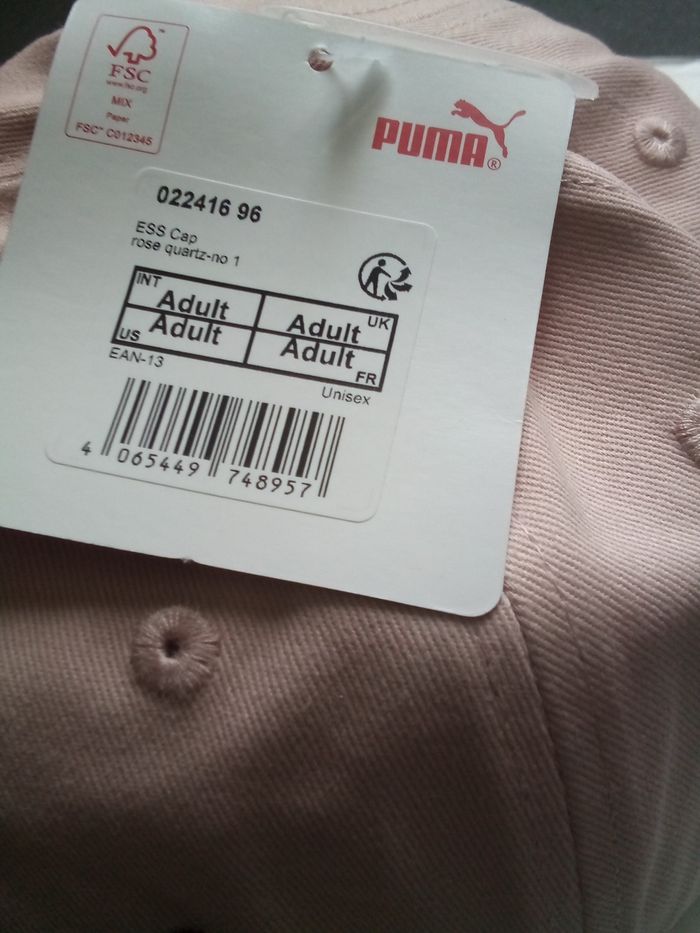 FSC
www.fsc.org
MIX
Paper
FSC™ C012345
PUMA®
022416 96
ESS Cap
rose quartz-no 1
INT Adult
Adult UK
US Adult
Adult FR
EAN-13
Unisex
4 065449 748957